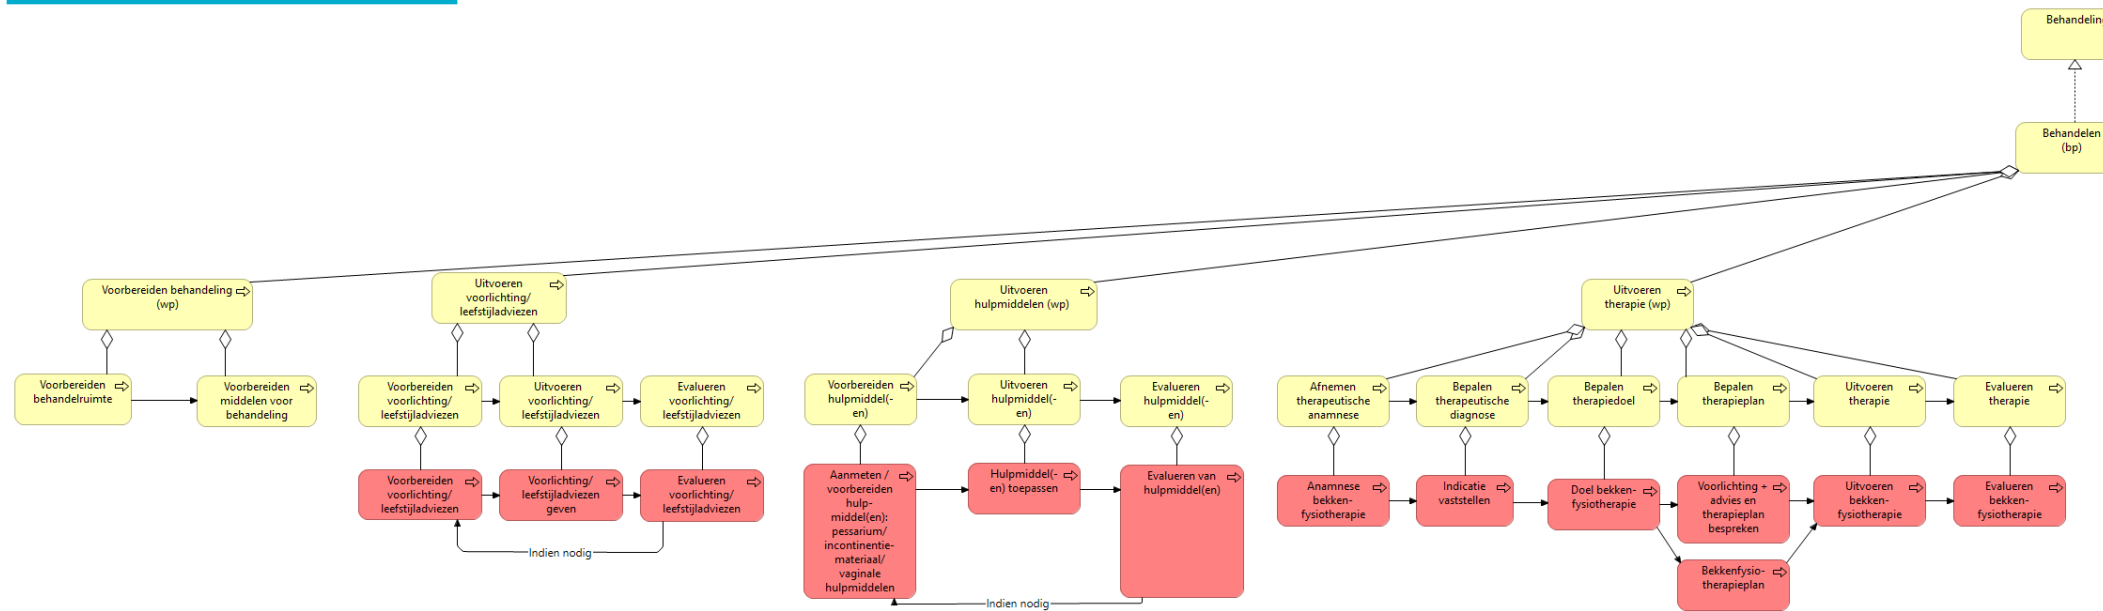 Behandeling
Behandelen
(bp)
Voorbereiden behandeling
(wp)
Uitvoeren
voorlichting/
leefstijladviezen
Uitvoeren
hulpmiddelen (wp)
Uitvoeren
therapie (wp)
Voorbereiden
behandelruimte
Voorbereiden
middelen voor
behandeling
Voorbereiden
voorlichting/
leefstijladviezen
Uitvoeren
voorlichting/
leefstijladviezen
Evalueren
voorlichting/
leefstijladviezen
Voorbereiden
hulpmiddel(-
en)
Uitvoeren
hulpmiddel(-
en)
Evalueren
hulpmiddel(-
en)
Afnemen
therapeutische
anamnese
Bepalen
therapeutische
diagnose
Bepalen
therapiedoel
Bepalen
therapieplan
Uitvoeren
therapie
Evalueren
therapie
Voorbereiden
voorlichting/
leefstijladviezen
Voorlichting/
leefstijladviezen
geven
Evalueren
voorlichting/
leefstijladviezen
Indien nodig
Aanmeten /
voorbereiden
hulp-
middel(en):
pessarium/
incontinentie-
materiaal/
vaginale
hulpmiddelen
Hulpmiddel(-
en) toepassen
Evalueren van
hulpmiddel(en)
Indien nodig
Anamnese
bekken-
fysiotherapie
Indicatie
vaststellen
Doel bekken-
fysiotherapie
Voorlichting +
advies en
therapieplan
bespreken
Uitvoeren
bekken-
fysiotherapie
Evalueren
bekken-
fysiotherapie
Bekkenfysio-
therapieplan